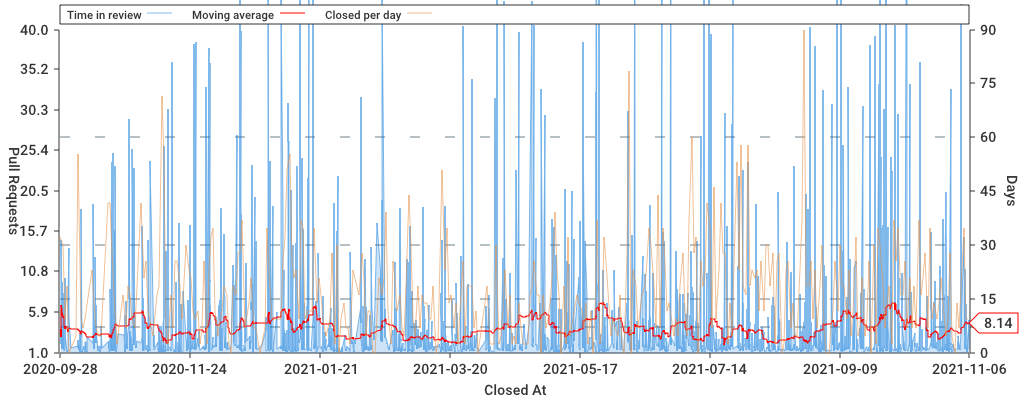 Time in review Moving average Closed per day
40.0 90
35.2 75
30.3 60
25.4
20.5 45
15.7 30
10.8 15
5.9 8.14
1.0 0
Pull Requests
Days
2020-09-28 2020-11-24 2021-01-21 2021-03-20 2021-05-17 2021-07-14 2021-09-09 2021-11-06
Closed At